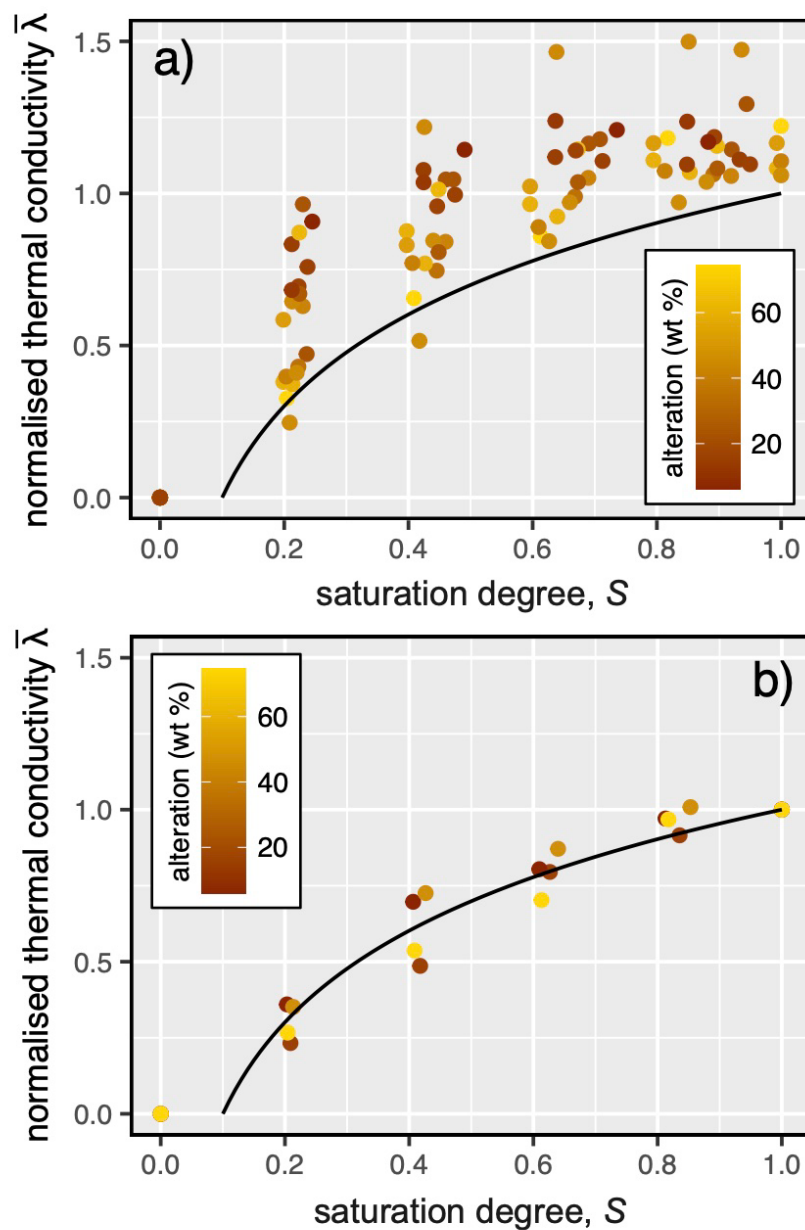 a)
normalised thermal conductivity λ̅
1.5
1.0
0.5
0.0
alteration (wt %)
60
40
20
0.0 0.2 0.4 0.6 0.8 1.0
saturation degree, S
b)
normalised thermal conductivity λ̅
1.5
1.0
0.5
0.0
alteration (wt %)
60
40
20
0.0 0.2 0.4 0.6 0.8 1.0
saturation degree, S